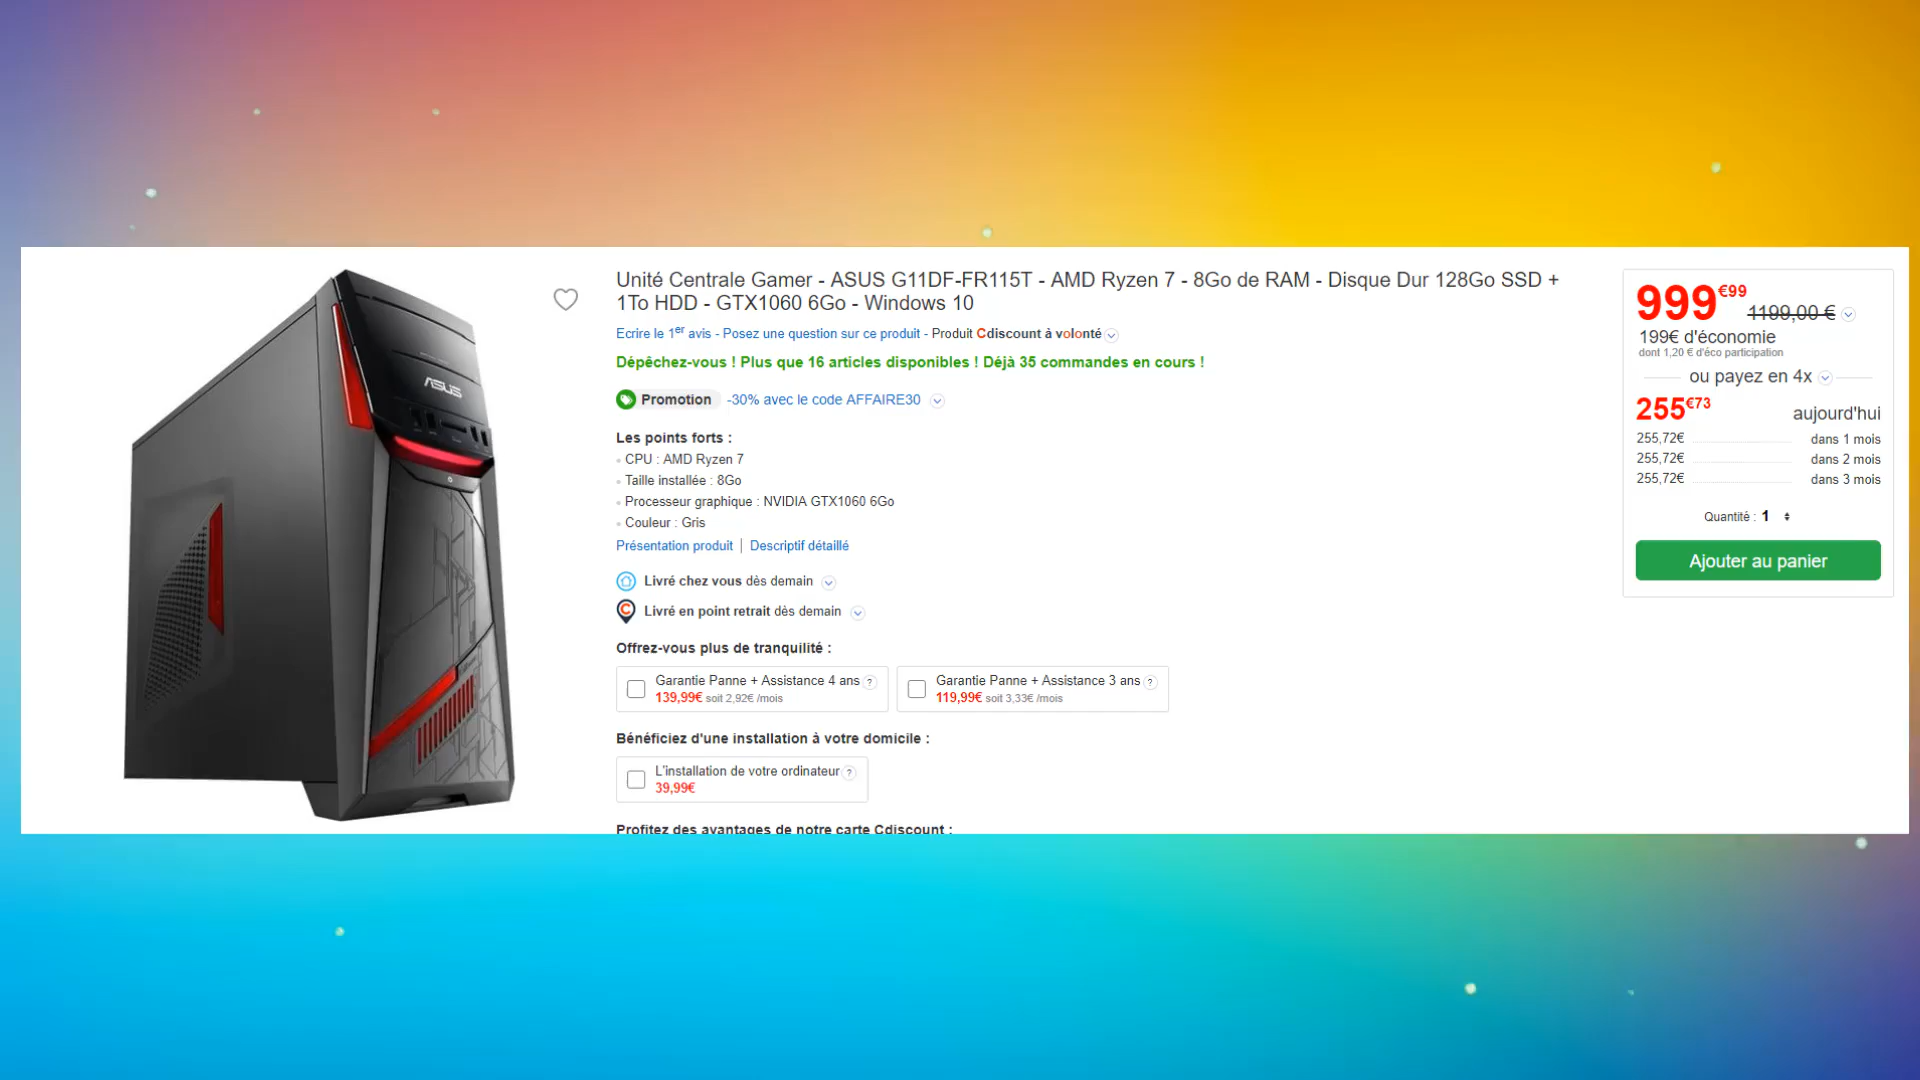 ASUS
Unité Centrale Gamer - ASUS G11DF-FR115T - AMD Ryzen 7 - 8Go de RAM - Disque Dur 128Go SSD +
1To HDD - GTX1060 6Go - Windows 10
Ecrire le 1er avis - Posez une question sur ce produit - Produit Cdiscount à volonté
Dépêchez-vous ! Plus que 16 articles disponibles ! Déjà 35 commandes en cours !
Promotion -30% avec le code AFFAIRE30
Les points forts :
CPU : AMD Ryzen 7
Taille installée : 8Go
Processeur graphique : NVIDIA GTX1060 6Go
Couleur : Gris
Présentation produit | Descriptif détaillé
Livré chez vous dès demain
Livré en point retrait dès demain
Offrez-vous plus de tranquilité :
Garantie Panne + Assistance 4 ans ?
139,99€ soit 2,92€ /mois
Garantie Panne + Assistance 3 ans ?
119,99€ soit 3,33€ /mois
Bénéficiez d'une installation à votre domicile :
L'installation de votre ordinateur ?
39,99€
Profitez des avantages de notre carte Cdiscount :
999€99 1199,00 €
199€ d'économie
dont 1,20 € d'éco participation
ou payez en 4x
255€73 aujourd'hui
255,72€ dans 1 mois
255,72€ dans 2 mois
255,72€ dans 3 mois
Quantité : 1
Ajouter au panier